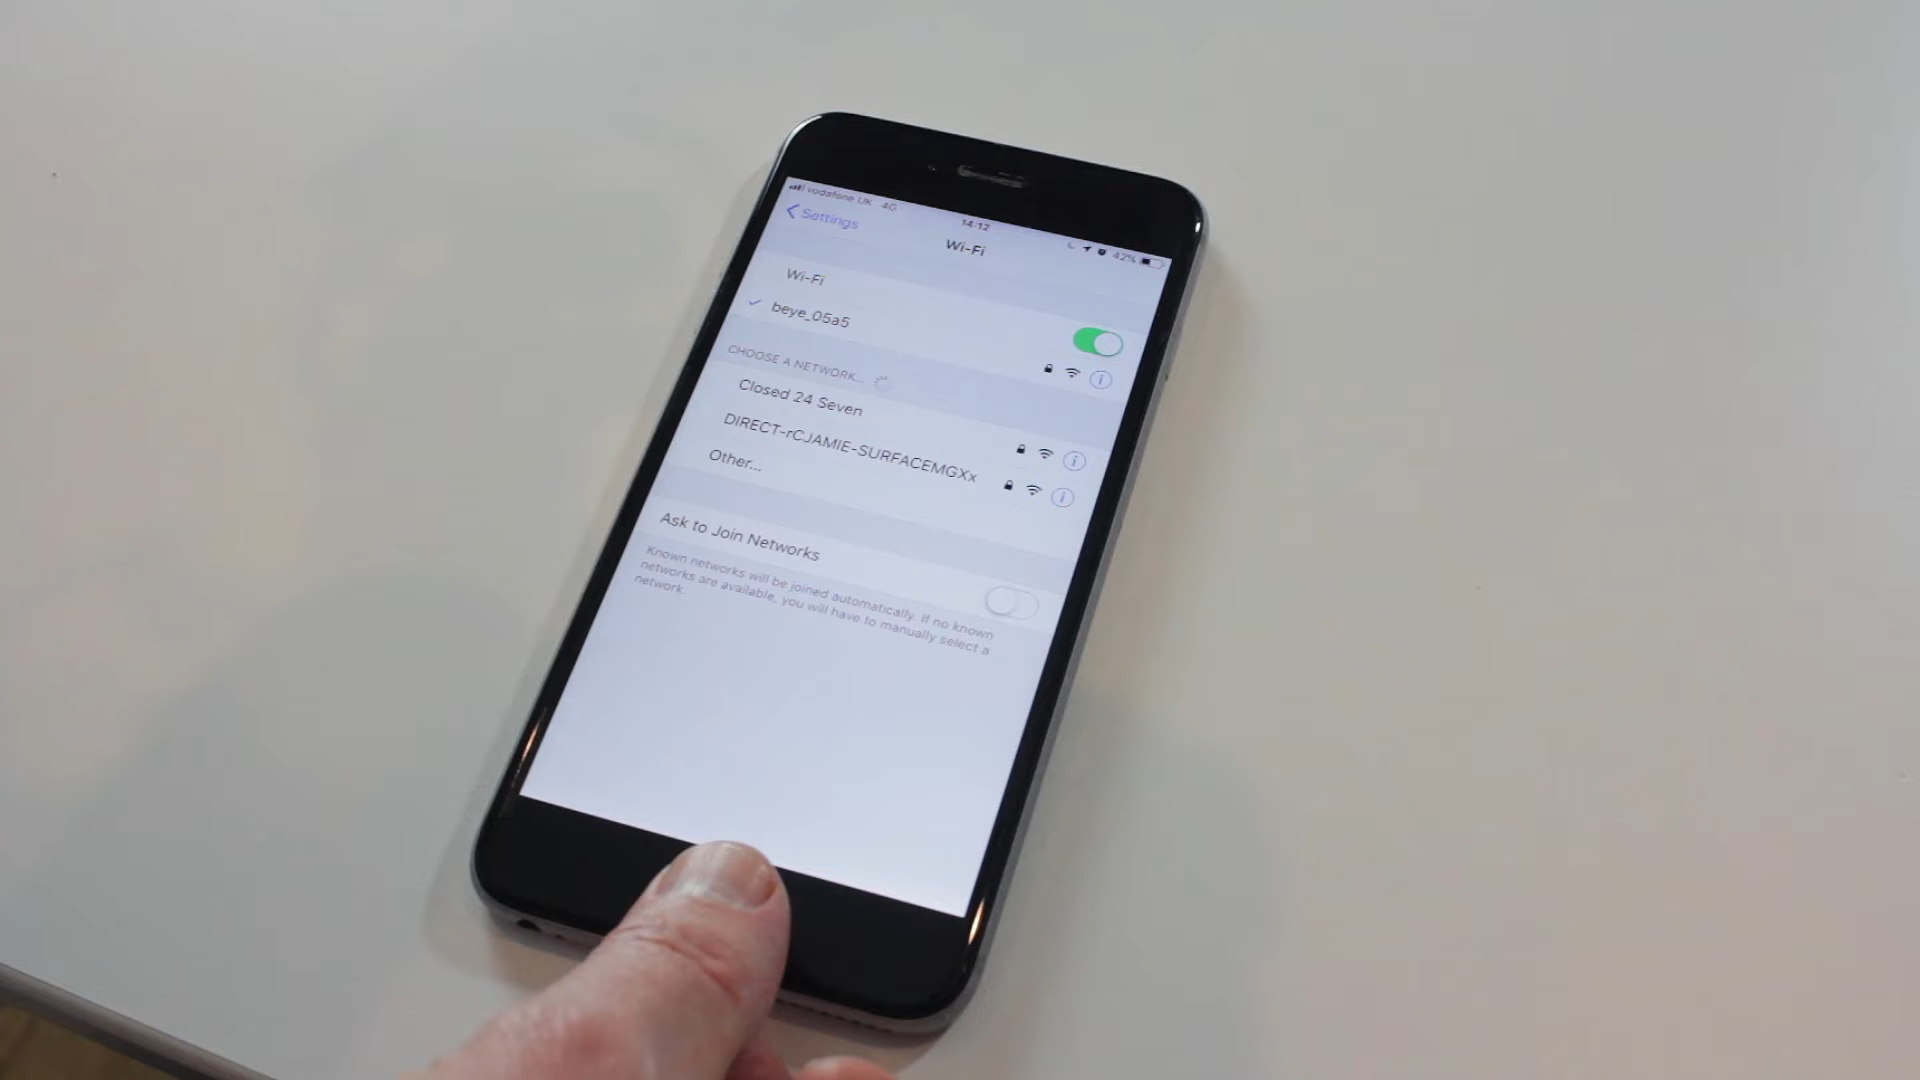 vodafone UK 4G
14:12
42%
Settings
Wi-Fi
Wi-Fi
beye_05a5
CHOOSE A NETWORK...
Closed 24 Seven
DIRECT-rCJAMIE-SURFACEMGXx
Other...
Ask to Join Networks
Known networks will be joined automatically. If no known
networks are available, you will have to manually select a
network.